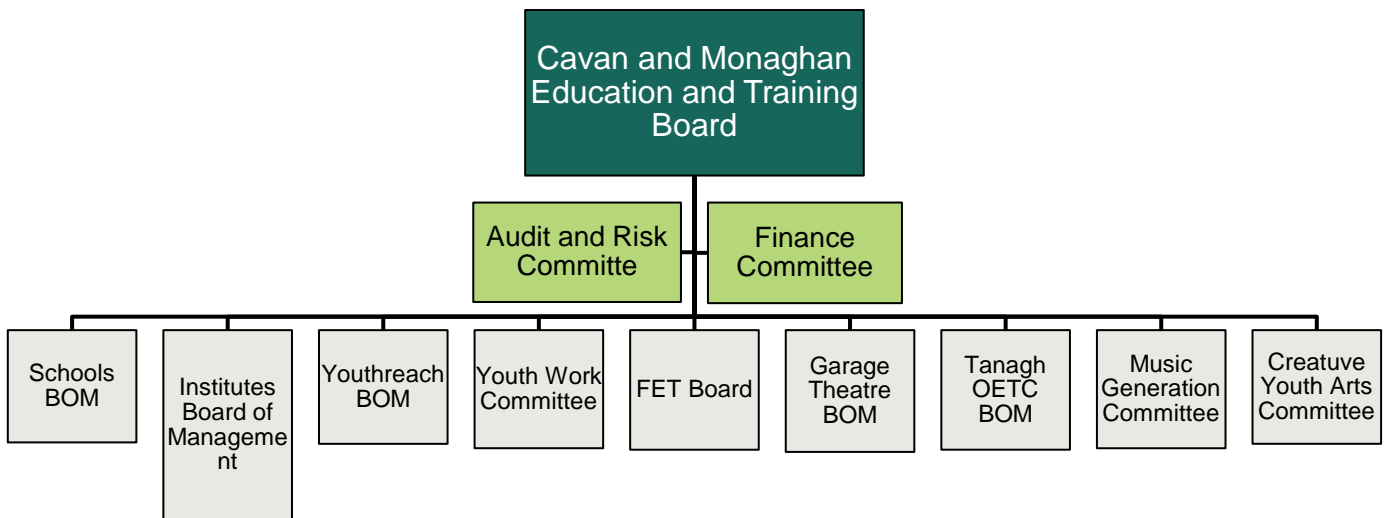 Cavan and Monaghan
Education and Training
Board
Audit and Risk
Committe
Finance
Committee
Schools
BOM
Institutes
Board of
Manageme
nt
Youthreach
BOM
Youth Work
Committee
FET Board
Garage
Theatre
BOM
Tanagh
OETC
BOM
Music
Generation
Committee
Creatuve
Youth Arts
Committee